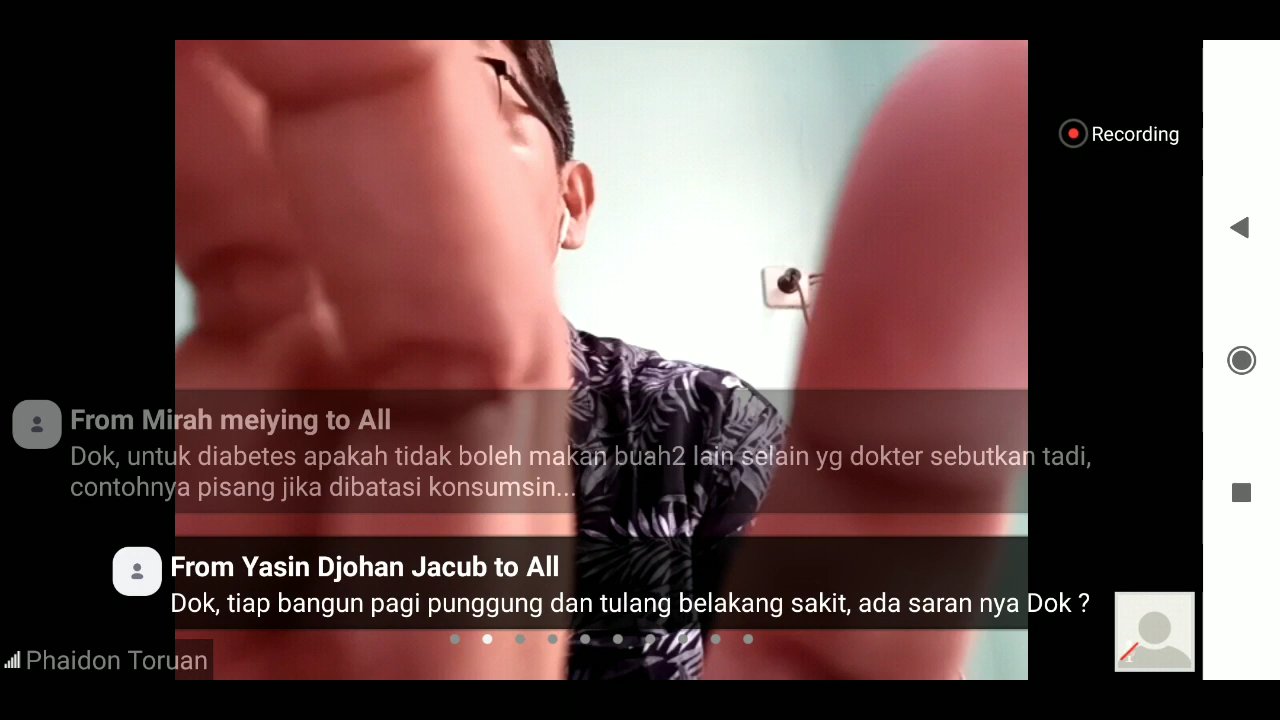 Recording
From Mirah meiying to All
Dok, untuk diabetes apakah tidak boleh makan buah2 lain selain yg dokter sebutkan tadi,
contohnya pisang jika dibatasi konsumsin...
From Yasin Djohan Jacub to All
Dok, tiap bangun pagi punggung dan tulang belakang sakit, ada saran nya Dok ?
Phaidon Toruan